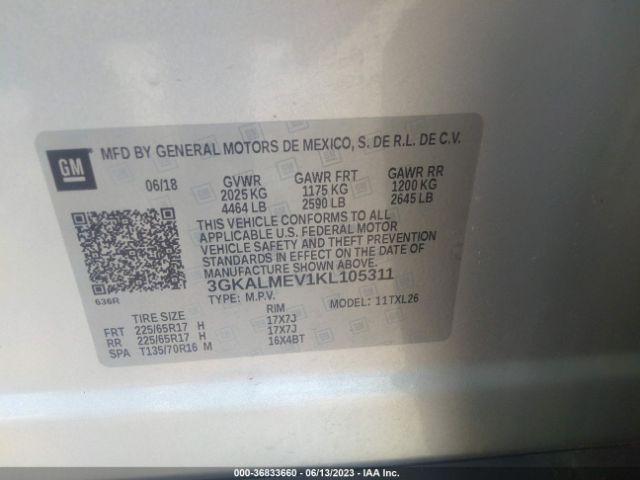 GM
MFD BY GENERAL MOTORS DE MEXICO, S. DE R.L. DE C.V.
06/18 GVWR GAWR FRT GAWR RR
2025 KG 1175 KG 1200 KG
4464 LB 2590 LB 2645 LB
THIS VEHICLE CONFORMS TO ALL
APPLICABLE U.S. FEDERAL MOTOR
VEHICLE SAFETY AND THEFT PREVENTION
STANDARDS IN EFFECT ON THE DATE OF
MANUFACTURE SHOWN ABOVE.
3GKALMEV1KL105311
636R
TYPE: M.P.V. MODEL: 11TXL26
TIRE SIZE RIM
FRT 225/65R17 H 17X7J
RR 225/65R17 H 17X7J
SPA T135/70R16 M 16X4BT
000-36833660 - 06/13/2023 - IAA Inc.